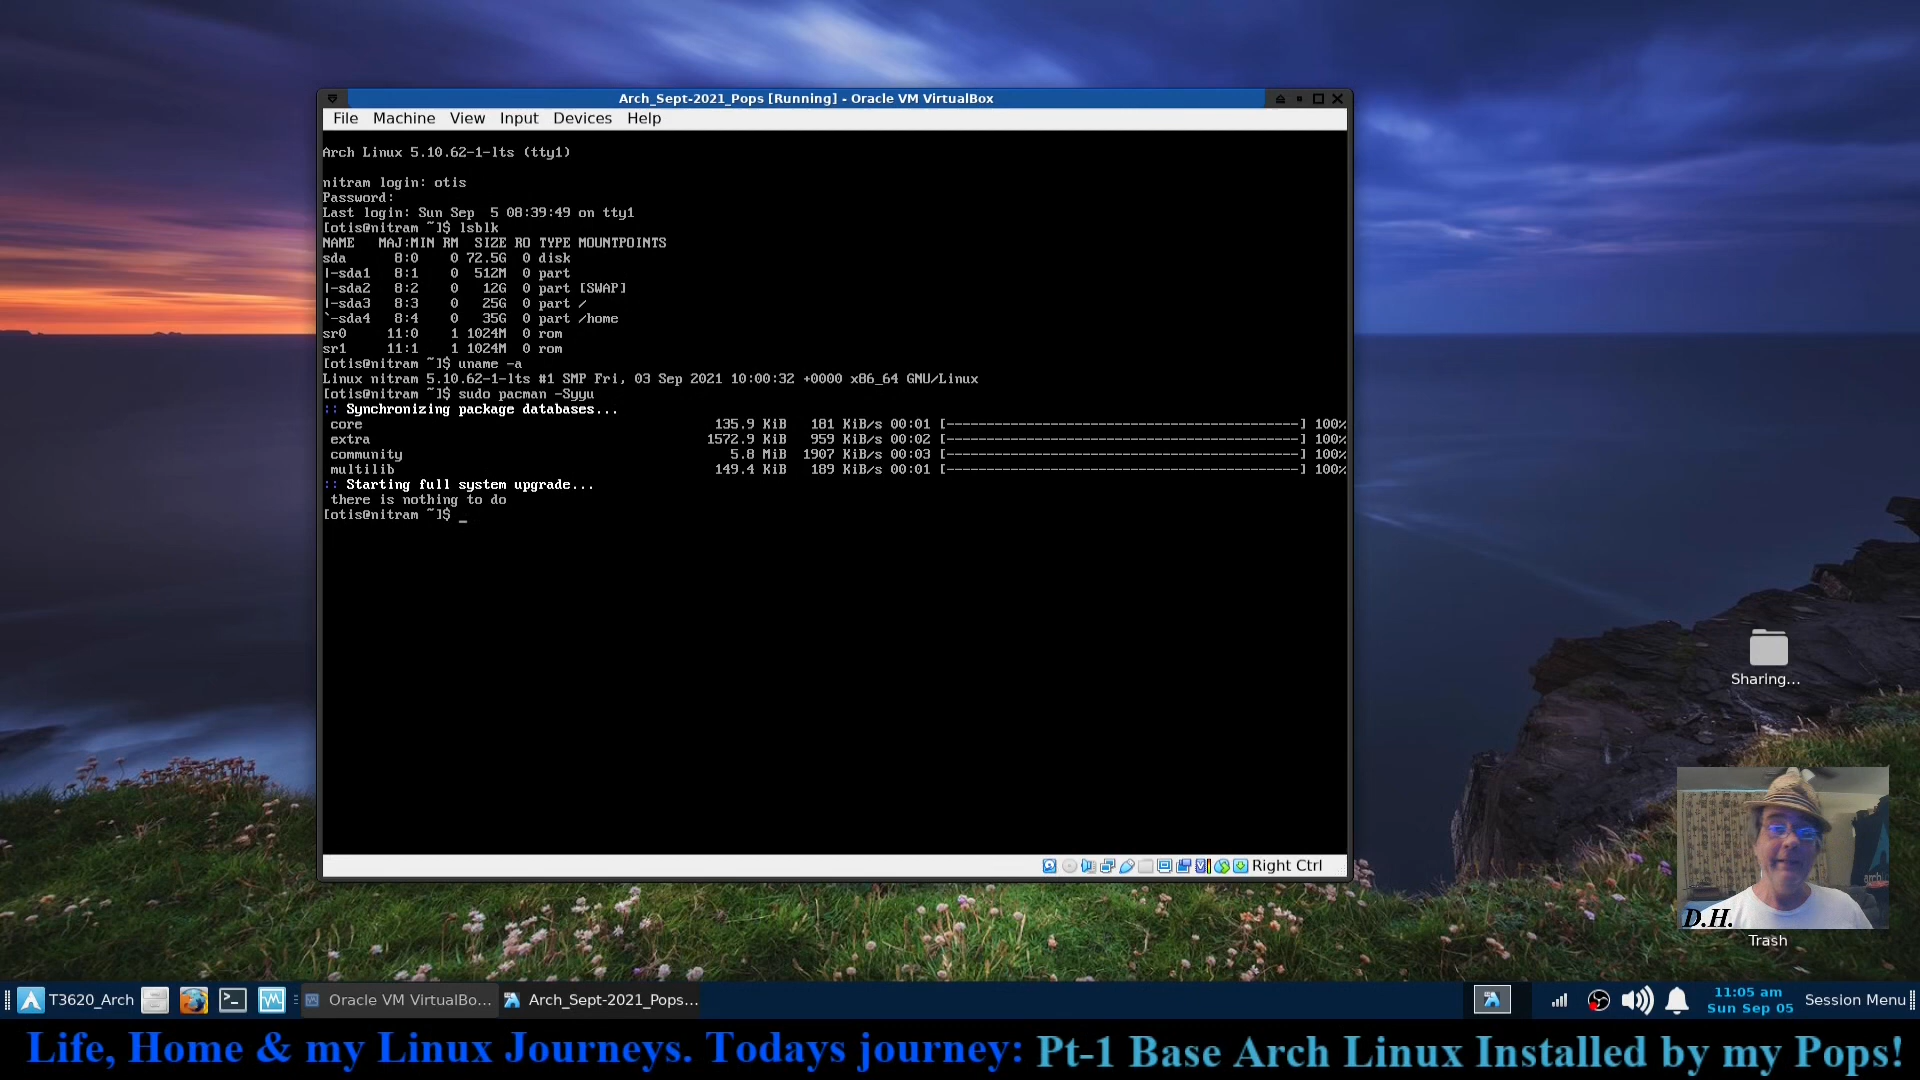 Arch_Sept-2021_Pops [Running] - Oracle VM VirtualBox
File Machine View Input Devices Help
Arch Linux 5.10.62-1-lts (tty1)
nitram login: otis
Password:
Last login: Sun Sep  5 08:39:49 on tty1
[otis@nitram ~]$ lsblk
NAME   MAJ:MIN RM  SIZE RO TYPE MOUNTPOINTS
sda      8:0    0 72.5G  0 disk
|-sda1   8:1    0  512M  0 part
|-sda2   8:2    0   12G  0 part [SWAP]
|-sda3   8:3    0   25G  0 part /
`-sda4   8:4    0   35G  0 part /home
sr0     11:0    1 1024M  0 rom
sr1     11:1    1 1024M  0 rom
[otis@nitram ~]$ uname -a
Linux nitram 5.10.62-1-lts #1 SMP Fri, 03 Sep 2021 10:00:32 +0000 x86_64 GNU/Linux
[otis@nitram ~]$ sudo pacman -Syyu
:: Synchronizing package databases...
core 135.9 KiB 181 KiB/s 00:01 [---------------------------------------------] 100%
extra 1572.9 KiB 959 KiB/s 00:02 [---------------------------------------------] 100%
community 5.8 MiB 1907 KiB/s 00:03 [---------------------------------------------] 100%
multilib 149.4 KiB 189 KiB/s 00:01 [---------------------------------------------] 100%
:: Starting full system upgrade...
there is nothing to do
[otis@nitram ~]$ _
Sharing...
D.H.
Trash
Right Ctrl
T3620_Arch Oracle VM VirtualBo... Arch_Sept-2021_Pops... 11:05 am Session Menu
Sun Sep 05
Life, Home & my Linux Journeys. Todays journey: Pt-1 Base Arch Linux Installed by my Pops!